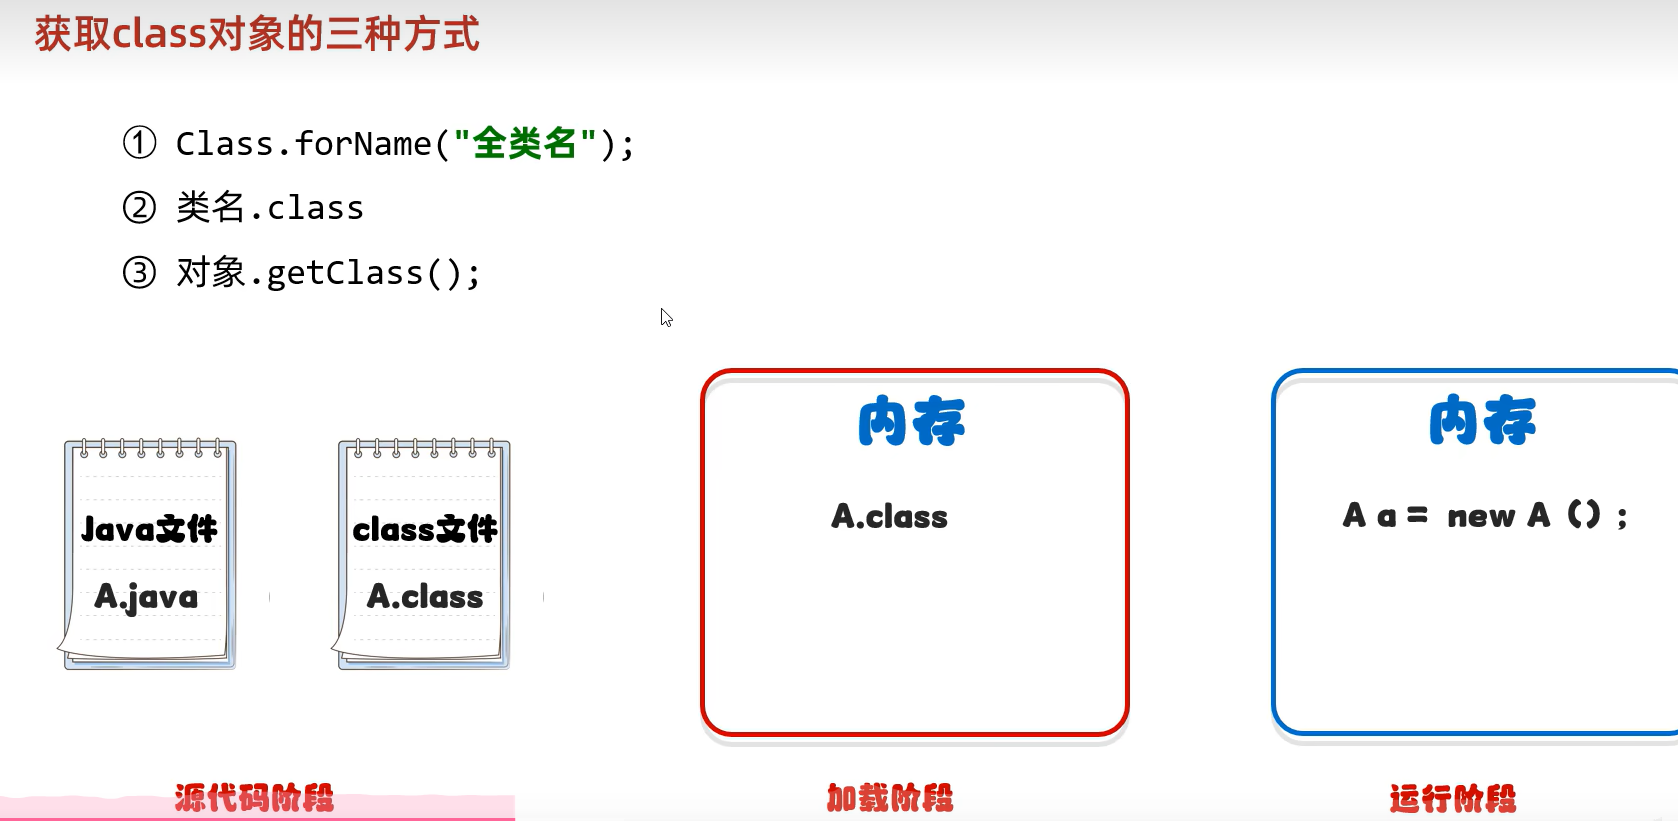 获取class对象的三种方式
① Class.forName("全类名");
② 类名.class
③ 对象.getClass();
Java文件
A.java
class文件
A.class
内存
A.class
内存
A a = new A () ;
源代码阶段
加载阶段
运行阶段